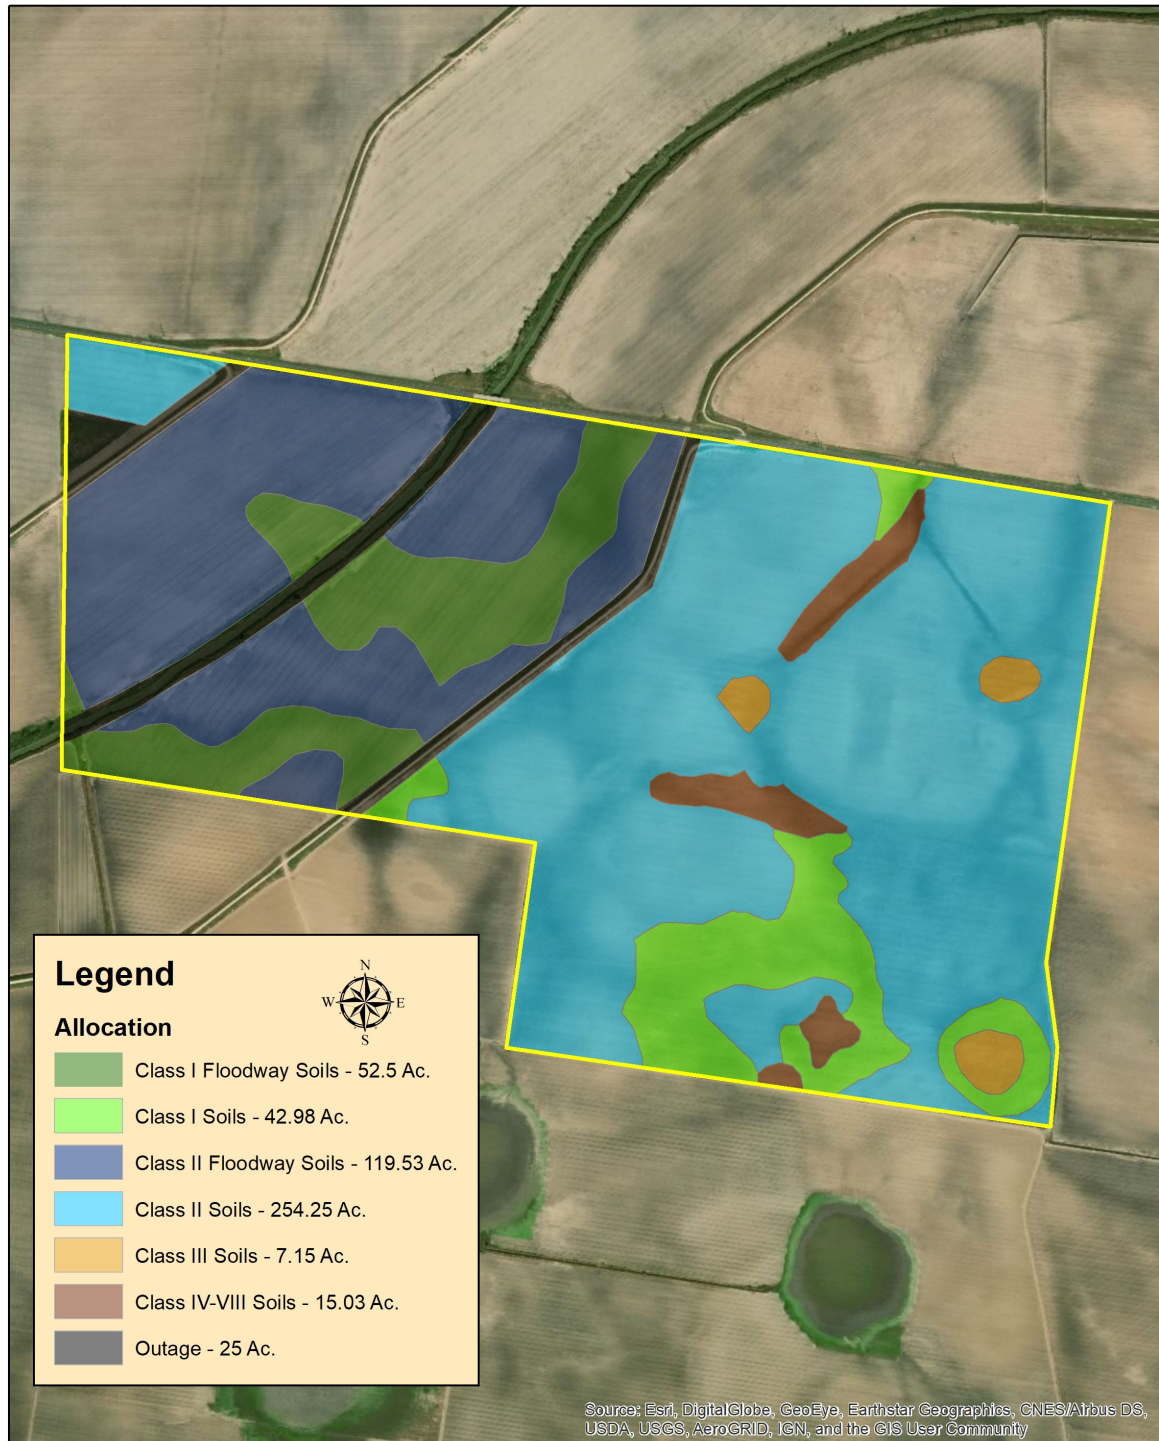 Legend
N
W E
S
Allocation
Class I Floodway Soils - 52.5 Ac.
Class I Soils - 42.98 Ac.
Class II Floodway Soils - 119.53 Ac.
Class II Soils - 254.25 Ac.
Class III Soils - 7.15 Ac.
Class IV-VIII Soils - 15.03 Ac.
Outage - 25 Ac.
Source: Esri, DigitalGlobe, GeoEye, Earthstar Geographics, CNES/Airbus DS,
USDA, USGS, AeroGRID, IGN, and the GIS User Community